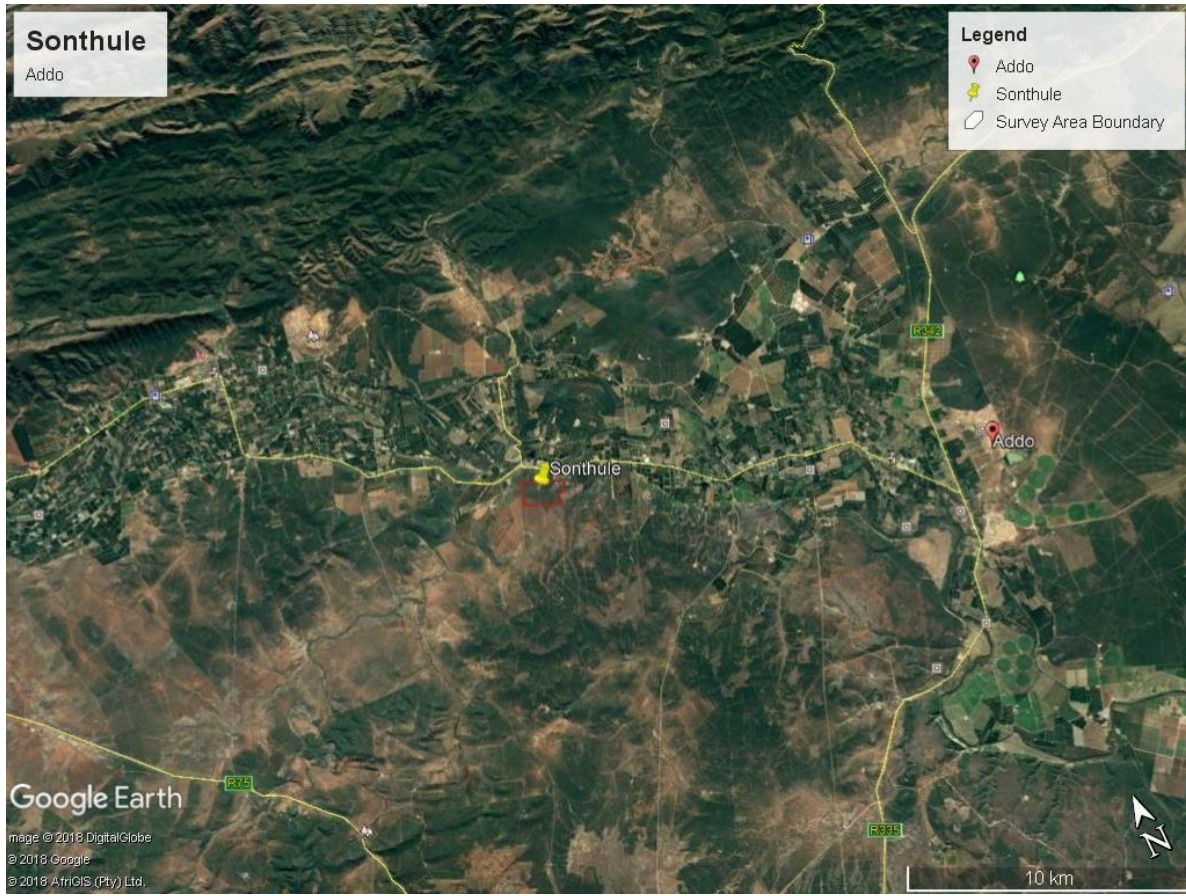 Sonthule
Addo
Legend
Addo
Sonthule
Survey Area Boundary
R342
Addo
Sonthule
R75
Google Earth
mage © 2018 DigitalGlobe
© 2018 Google
© 2018 AfriGIS (Pty) Ltd.
R335
N
10 km